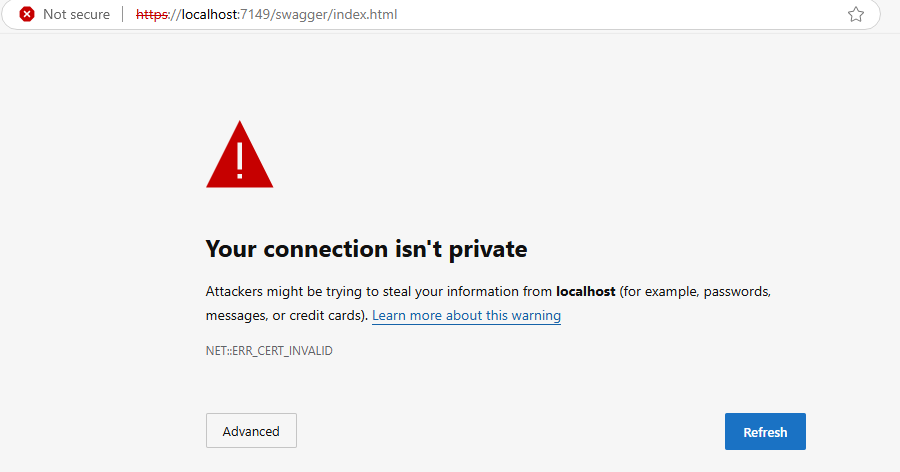 Not secure | https://localhost:7149/swagger/index.html
!
Your connection isn't private
Attackers might be trying to steal your information from localhost (for example, passwords,
messages, or credit cards). Learn more about this warning
NET::ERR_CERT_INVALID
Advanced
Refresh